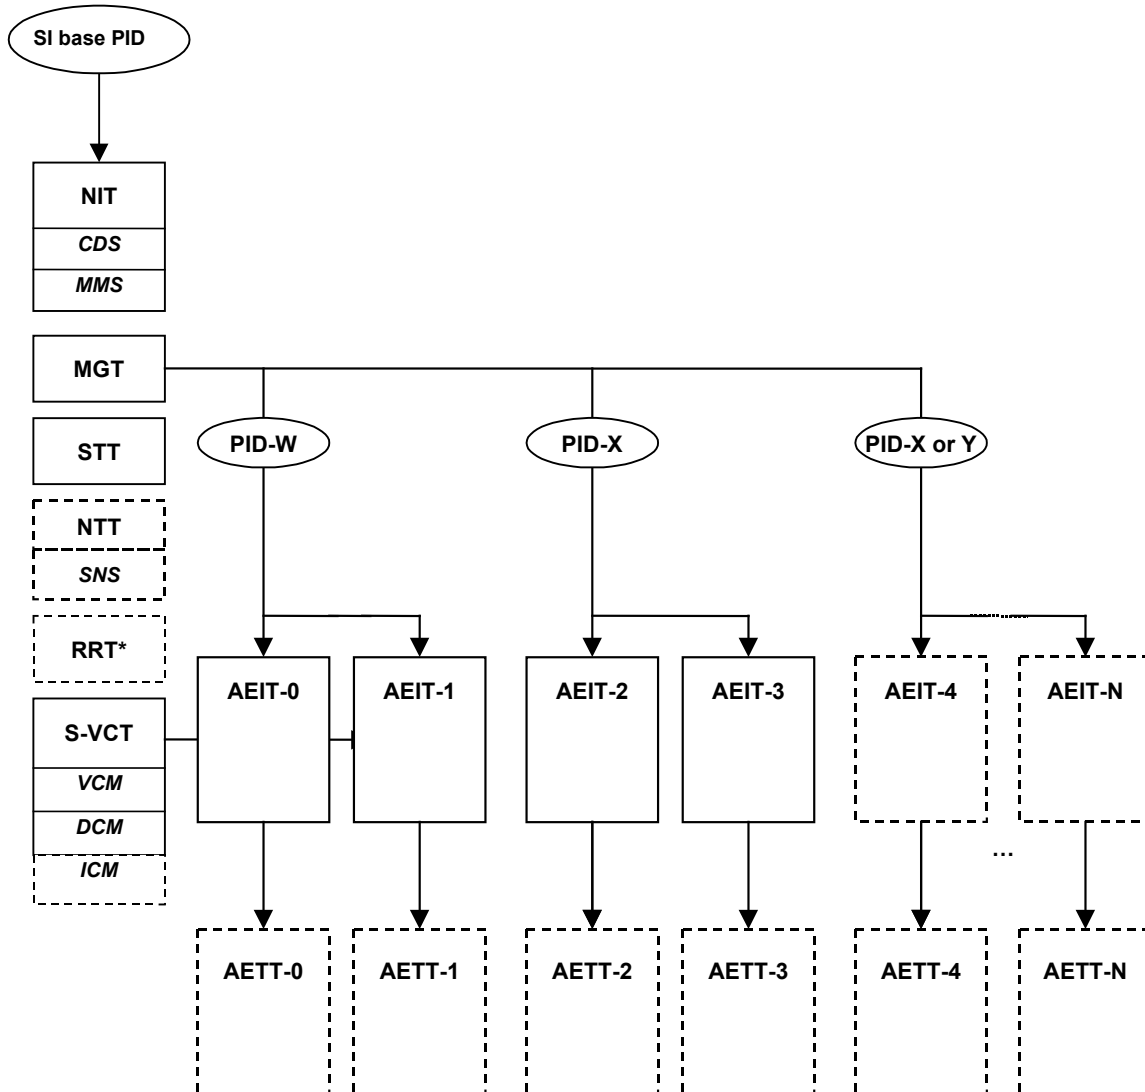 SI base PID
NIT
CDS
MMS
MGT
STT
PID-W
PID-X
PID-X or Y
NTT
SNS
RRT*
AEIT-0
AEIT-1
AEIT-2
AEIT-3
AEIT-4
AEIT-N
S-VCT
VCM
DCM
ICM
...
AETT-0
AETT-1
AETT-2
AETT-3
AETT-4
AETT-N